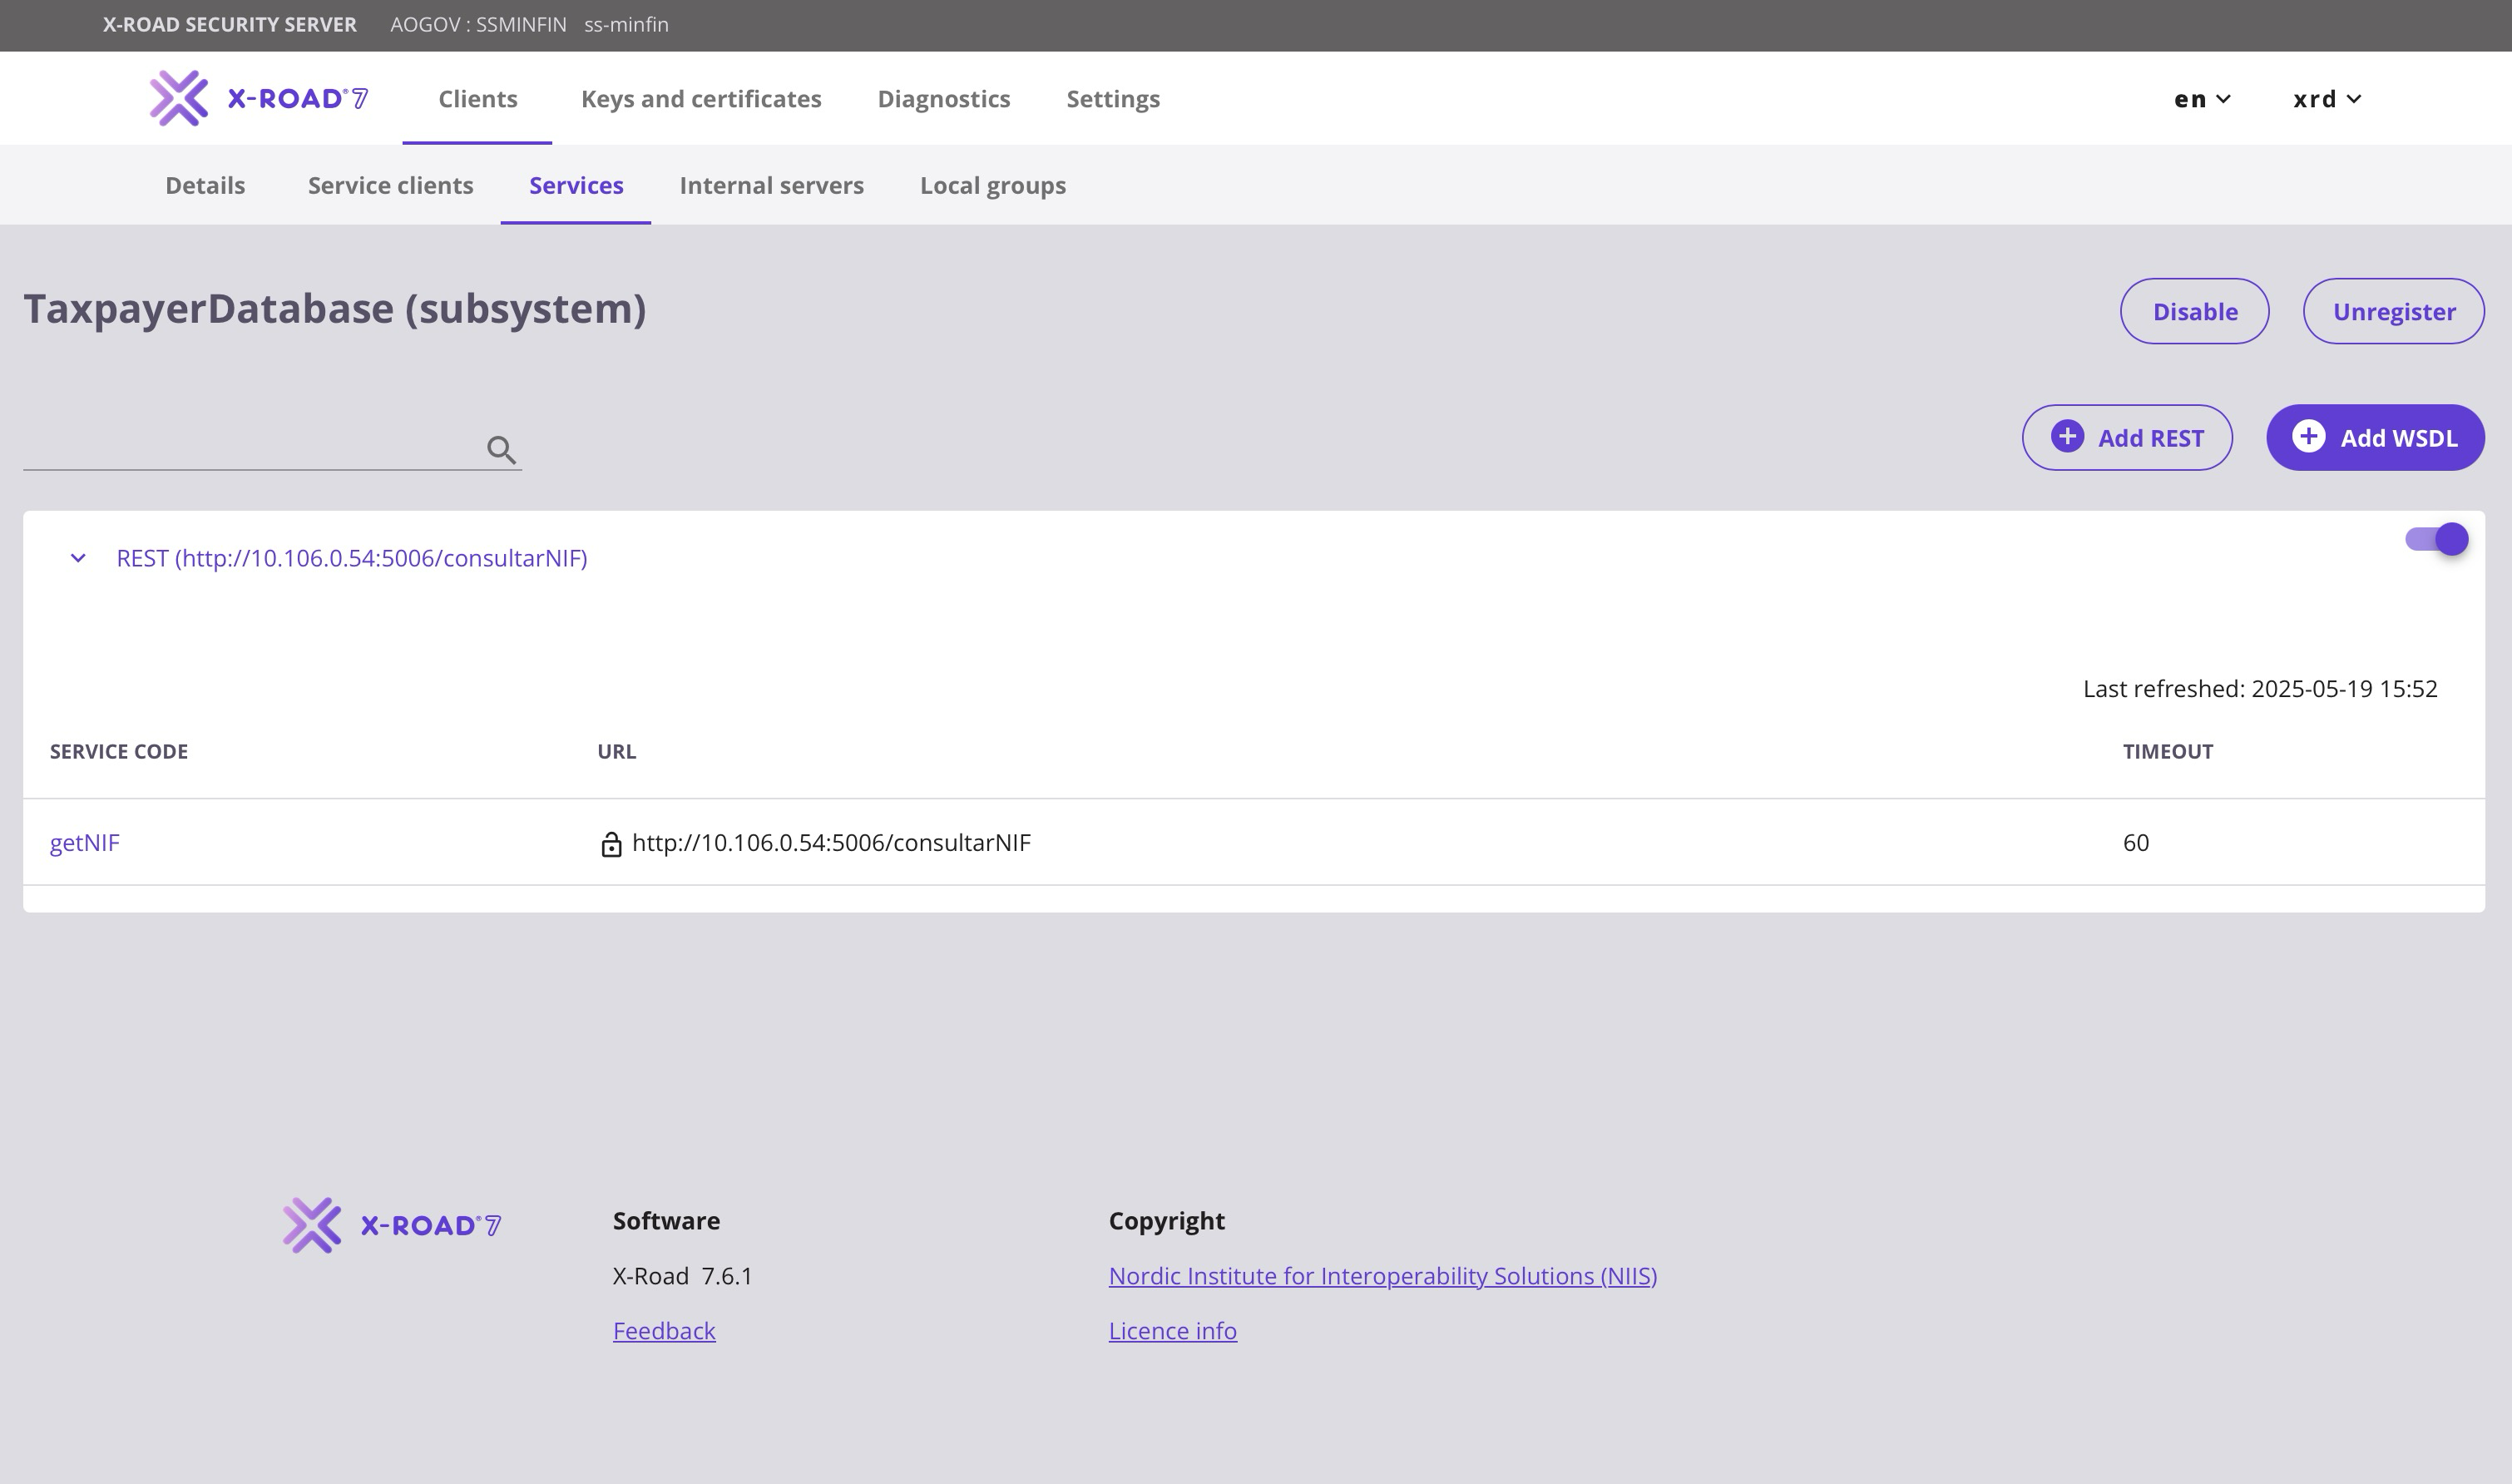 X-ROAD SECURITY SERVER AOGOV : SSMINFIN ss-minfin
X-ROAD® 7 Clients Keys and certificates Diagnostics Settings en xrd
Details Service clients Services Internal servers Local groups
TaxpayerDatabase (subsystem) Disable Unregister
Add REST Add WSDL
REST (http://10.106.0.54:5006/consultarNIF)
Last refreshed: 2025-05-19 15:52
SERVICE CODE URL TIMEOUT
getNIF http://10.106.0.54:5006/consultarNIF 60
X-ROAD® 7
Software
X-Road 7.6.1
Feedback
Copyright
Nordic Institute for Interoperability Solutions (NIIS)
Licence info